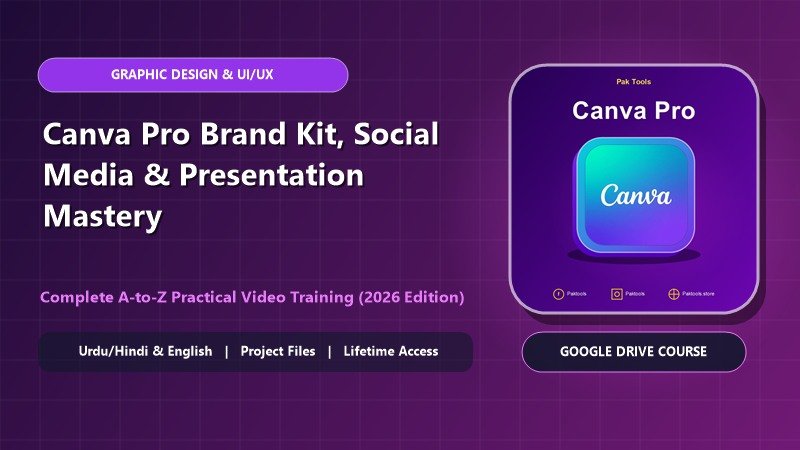 GRAPHIC DESIGN & UI/UX
Canva Pro Brand Kit, Social
Media & Presentation
Mastery
Complete A-to-Z Practical Video Training (2026 Edition)
Urdu/Hindi & English | Project Files | Lifetime Access
Pak Tools
Canva Pro
Canva
Paktools
Paktools
Paktools.store
GOOGLE DRIVE COURSE